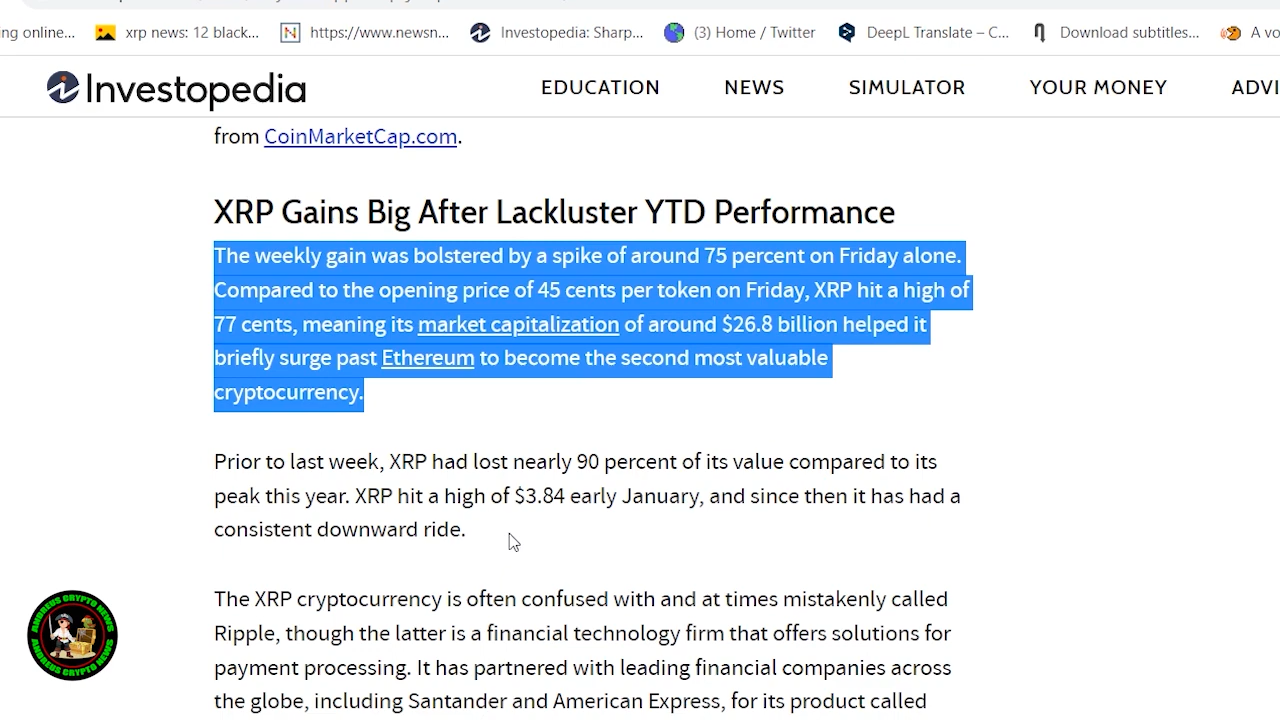 ng online...
xrp news: 12 black...
https://www.newsn...
Investopedia: Sharp...
(3) Home / Twitter
DeepL Translate – C...
Download subtitles...
A vo
Investopedia
EDUCATION
NEWS
SIMULATOR
YOUR MONEY
ADVI
from CoinMarketCap.com.
XRP Gains Big After Lackluster YTD Performance
The weekly gain was bolstered by a spike of around 75 percent on Friday alone.
Compared to the opening price of 45 cents per token on Friday, XRP hit a high of
77 cents, meaning its market capitalization of around $26.8 billion helped it
briefly surge past Ethereum to become the second most valuable
cryptocurrency.
Prior to last week, XRP had lost nearly 90 percent of its value compared to its
peak this year. XRP hit a high of $3.84 early January, and since then it has had a
consistent downward ride.
The XRP cryptocurrency is often confused with and at times mistakenly called
Ripple, though the latter is a financial technology firm that offers solutions for
payment processing. It has partnered with leading financial companies across
the globe, including Santander and American Express, for its product called
ANDREUS CRYPTO NEWS
ANDREUS CRYPTO NEWS